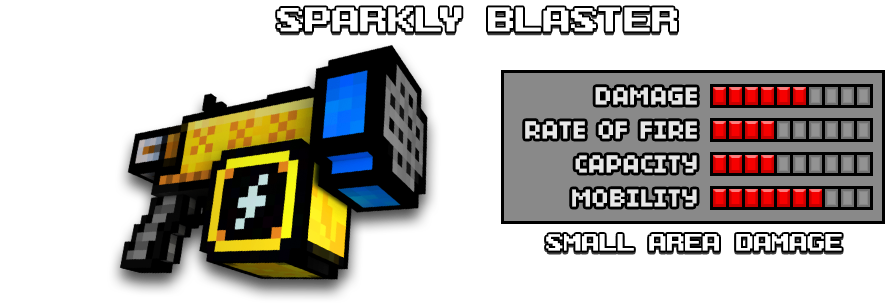 SPARKLY BLASTER
DAMAGE
RATE OF FIRE
CAPACITY
MOBILITY
SMALL AREA DAMAGE